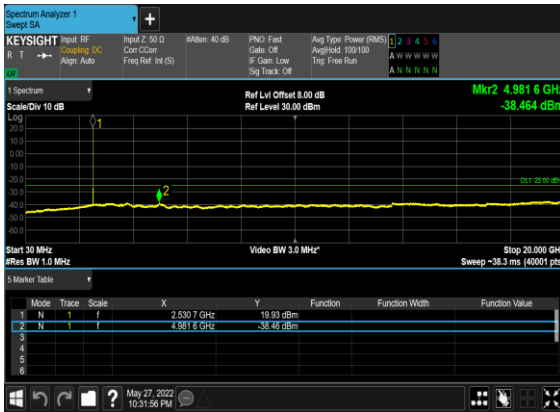 Spectrum Analyzer 1
Swept SA
KEYSIGHT
R T
Input: RF
Coupling: DC
Align: Auto
Input Z: 50 Ω
Corr CCorr
Freq Ref: Int (S)
#Atten: 40 dB
PNO: Fast
Gate: Off
IF Gain: Low
Sig Track: Off
Avg Type: Power (RMS)
Avg|Hold: 100/100
Trig: Free Run
1 2 3 4 5 6
A W W W W W
A N N N N N
1 Spectrum
Scale/Div 10 dB
Log
Ref Lvl Offset 8.00 dB
Ref Level 30.00 dBm
Mkr2 4.981 6 GHz
-38.464 dBm
20.0
10.0
0.00
-10.0
-20.0
-30.0
-40.0
-50.0
-60.0
1
2
DL1 -25.00 dBm
Start 30 MHz
#Res BW 1.0 MHz
Video BW 3.0 MHz*
Stop 20.000 GHz
Sweep ~38.3 ms (40001 pts)
5 Marker Table
Mode Trace Scale X Y Function Function Width Function Value
1 N 1 f 2.530 7 GHz 19.93 dBm
2 N 1 f 4.981 6 GHz -38.46 dBm
3
4
5
6
May 27, 2022
10:31:56 PM